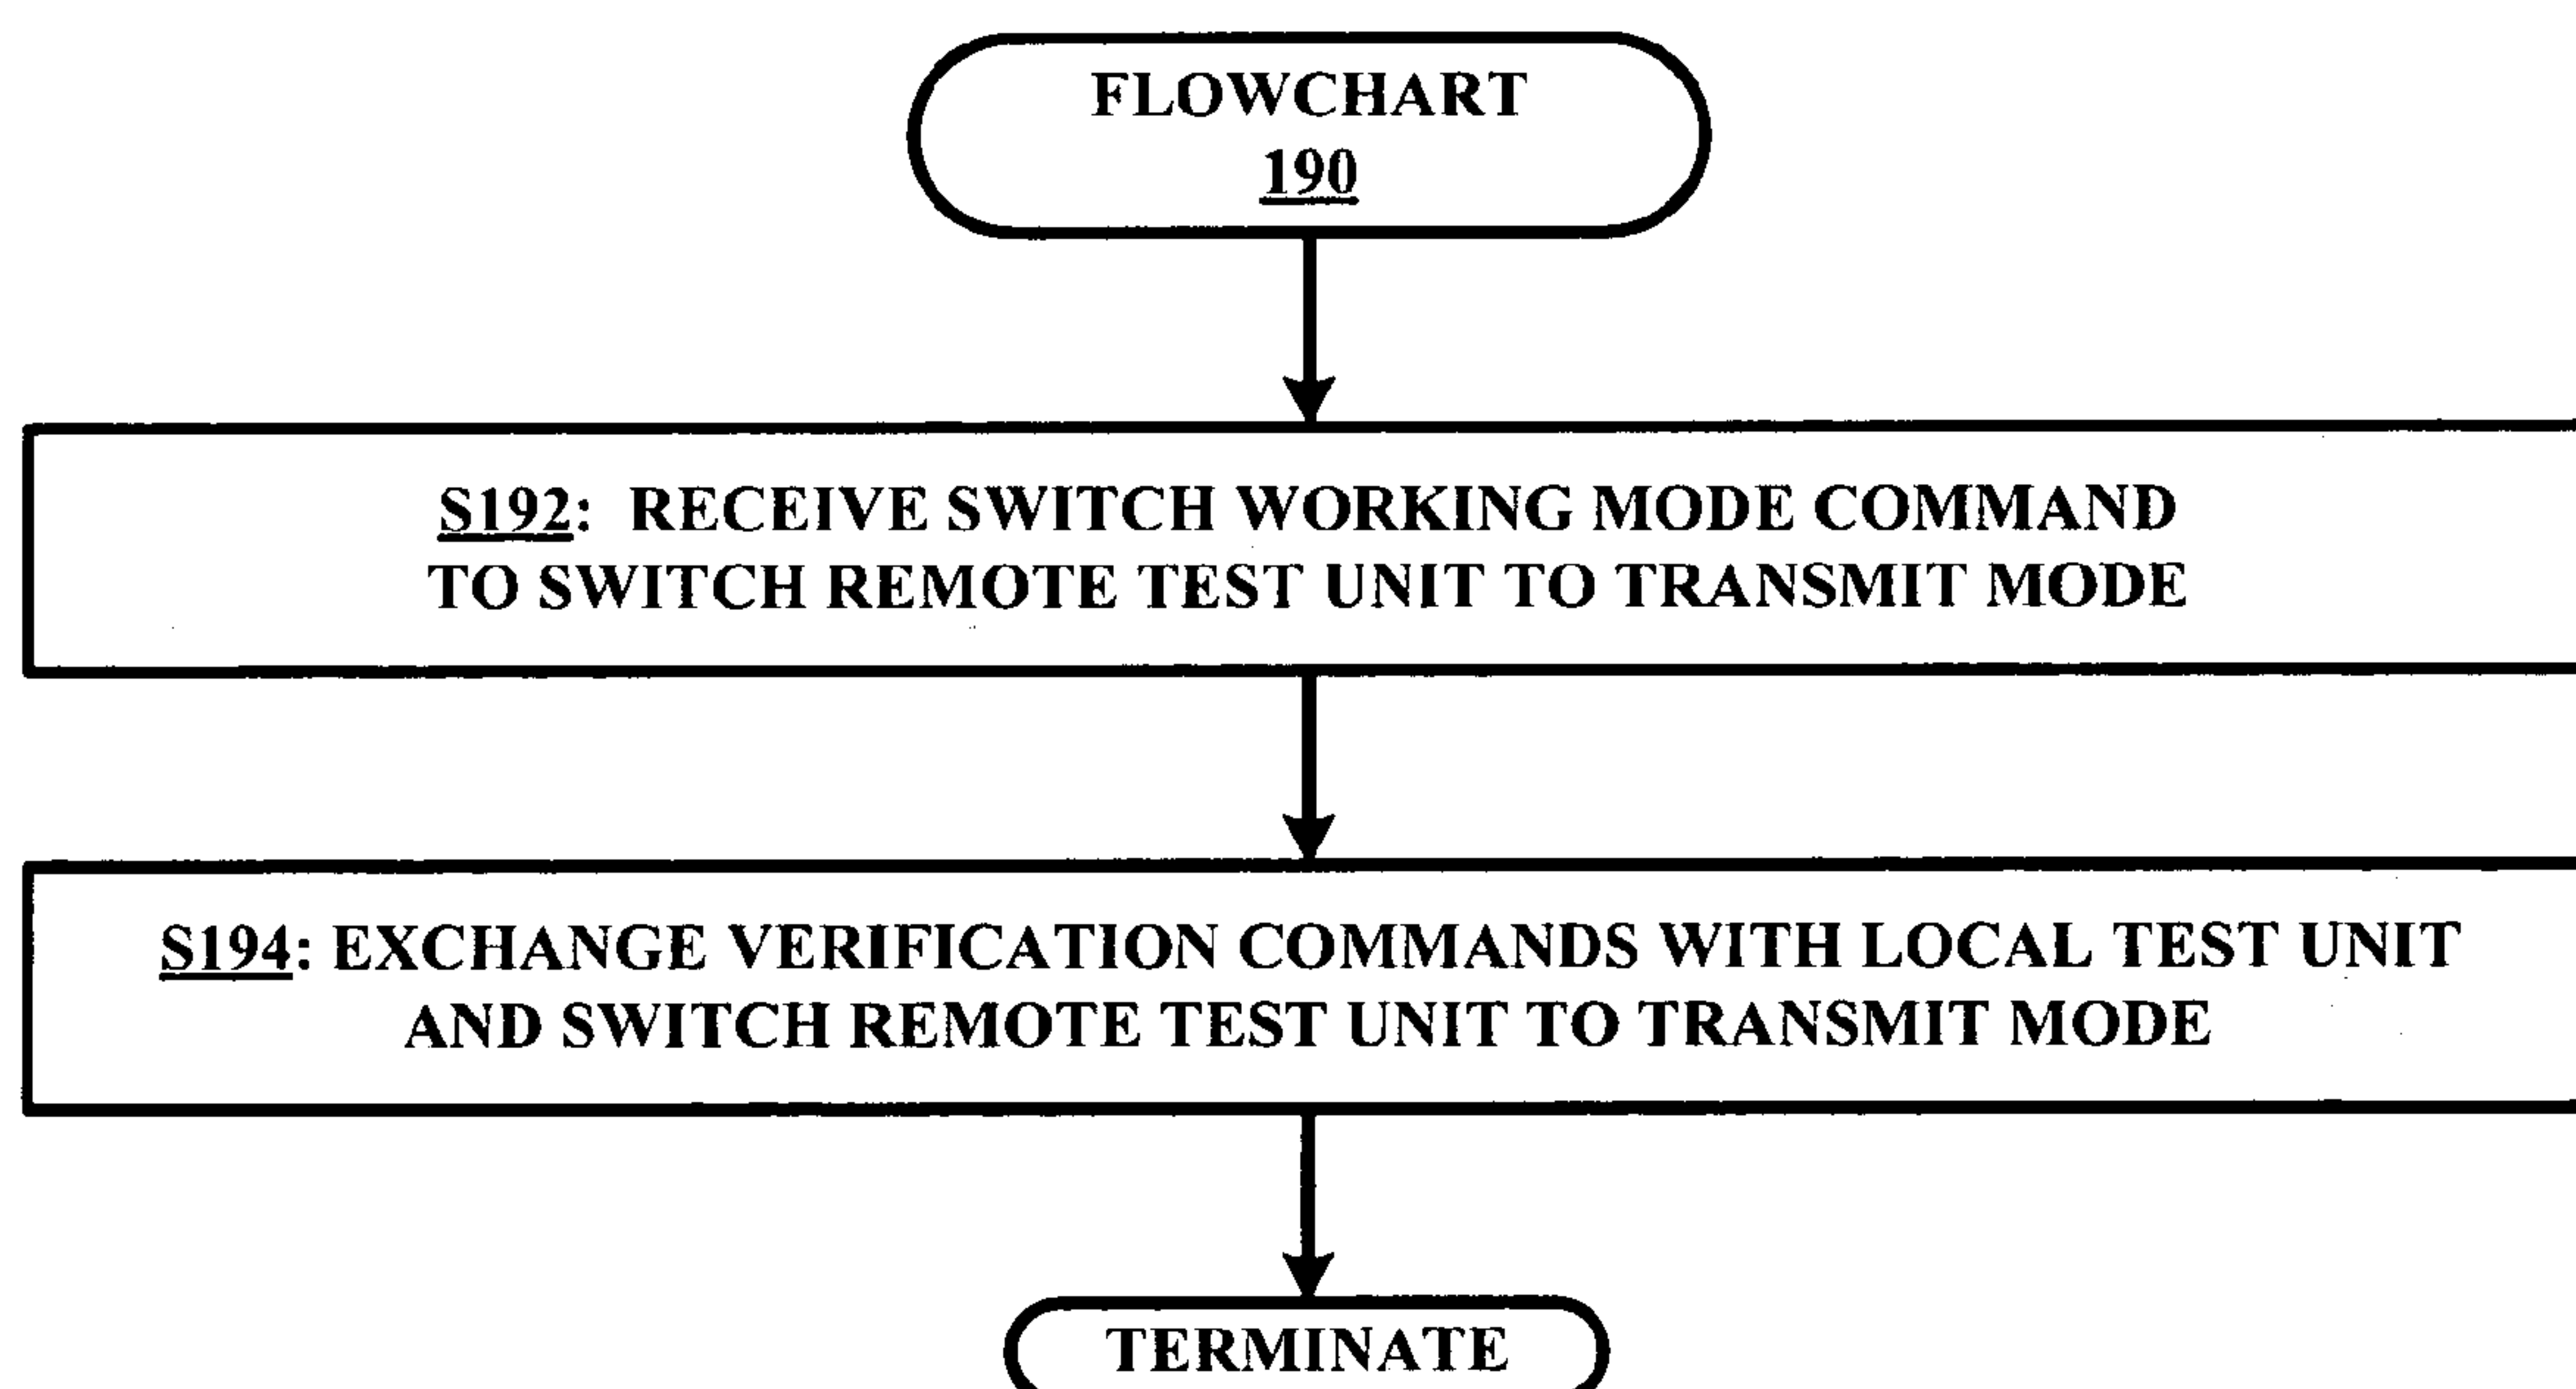 FLOWCHART
190
S192: RECEIVE SWITCH WORKING MODE COMMAND
TO SWITCH REMOTE TEST UNIT TO TRANSMIT MODE
S194: EXCHANGE VERIFICATION COMMANDS WITH LOCAL TEST UNIT
AND SWITCH REMOTE TEST UNIT TO TRANSMIT MODE
TERMINATE